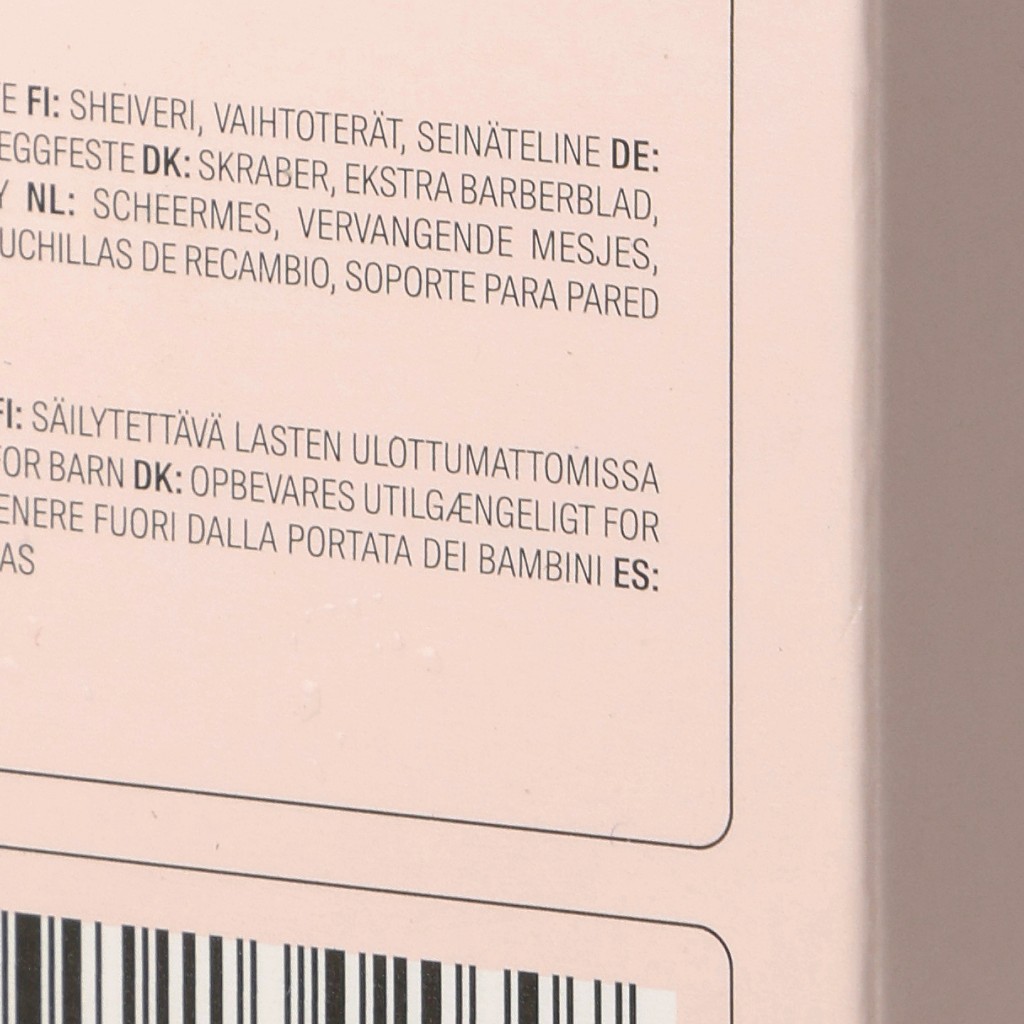 E FI: SHEIVERI, VAIHTOTERÄT, SEINÄTELINE DE:
EGGFESTE DK: SKRABER, EKSTRA BARBERBLAD,
Y NL: SCHEERMES, VERVANGENDE MESJES,
UCHILLAS DE RECAMBIO, SOPORTE PARA PARED
FI: SÄILYTETTÄVÄ LASTEN ULOTTUMATTOMISSA
FOR BARN DK: OPBEVARES UTILGÆNGELIGT FOR
ENERE FUORI DALLA PORTATA DEI BAMBINI ES:
AS